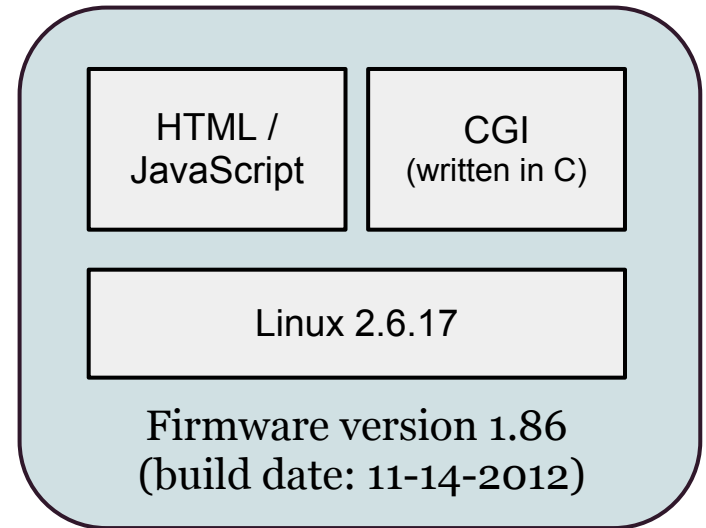 HTML /
JavaScript
CGI
(written in C)
Linux 2.6.17
Firmware version 1.86
(build date: 11-14-2012)